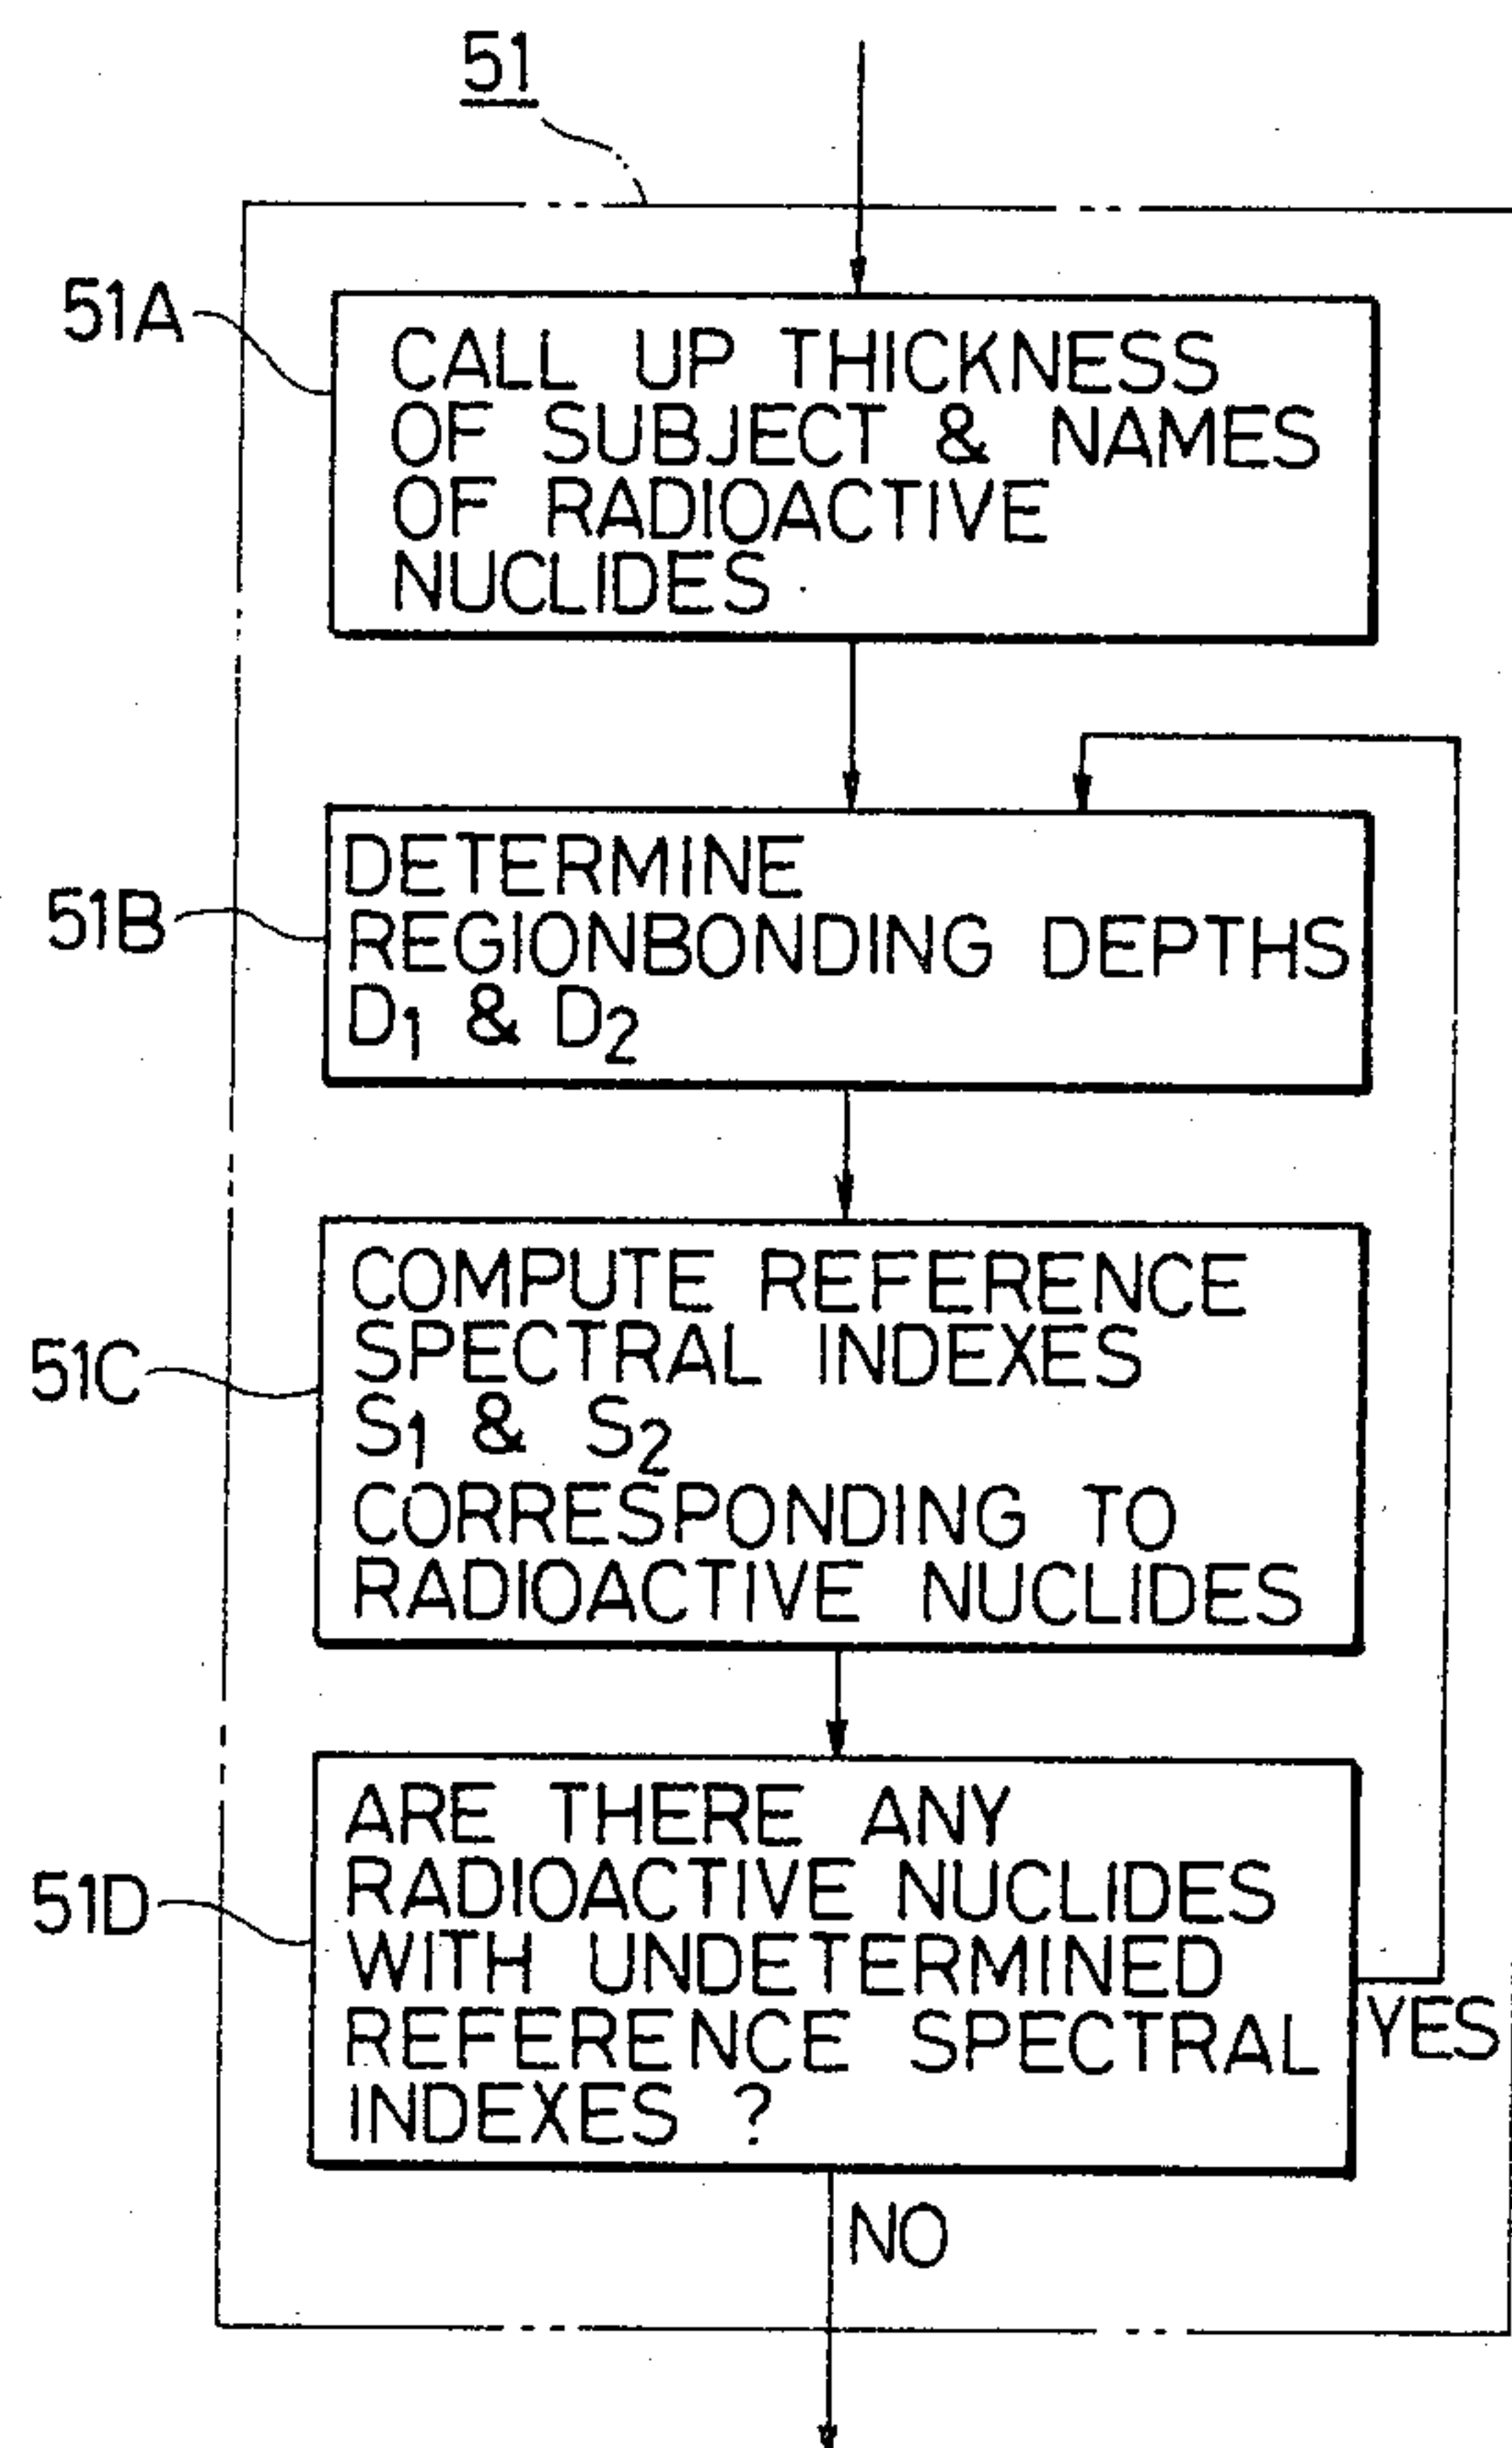 51
51A
CALL UP THICKNESS
OF SUBJECT & NAMES
OF RADIOACTIVE
NUCLIDES
51B
DETERMINE
REGIONBONDING DEPTHS
D1 & D2
51C
COMPUTE REFERENCE
SPECTRAL INDEXES
S1 & S2
CORRESPONDING TO
RADIOACTIVE NUCLIDES
51D
ARE THERE ANY
RADIOACTIVE NUCLIDES
WITH UNDETERMINED
REFERENCE SPECTRAL
INDEXES ?
YES
NO